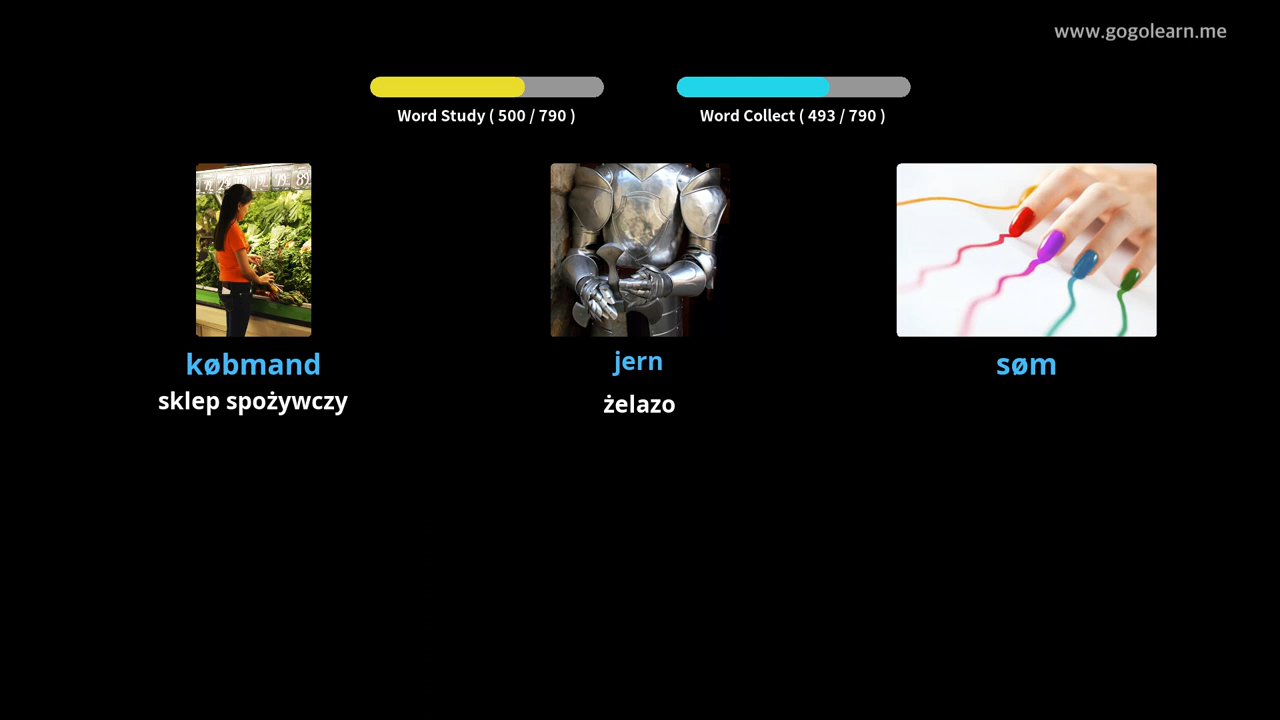 www.gogolearn.me
Word Study ( 500 / 790 )
Word Collect ( 493 / 790 )
købmand
sklep spożywczy
jern
żelazo
søm